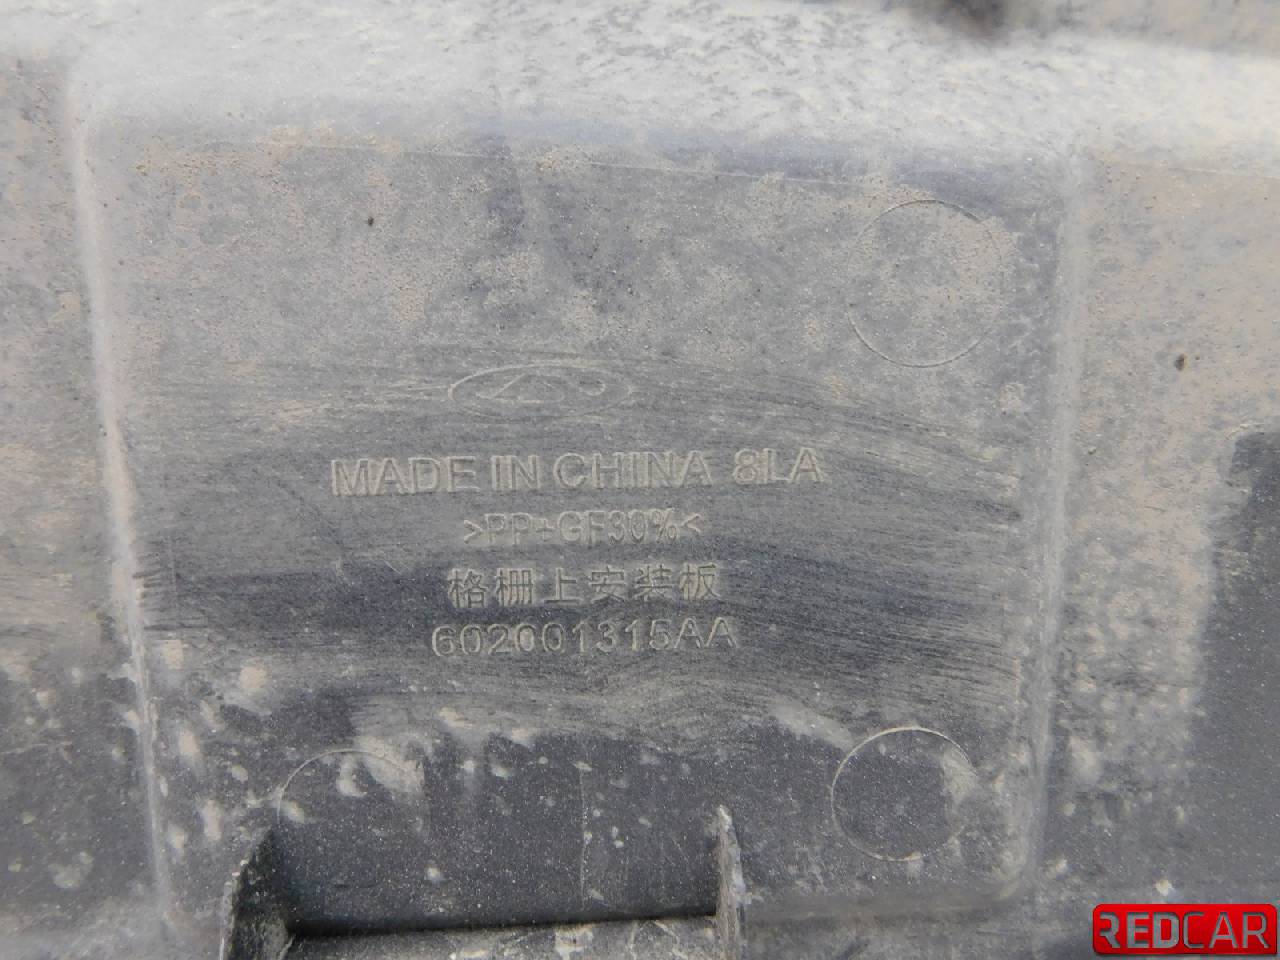 MADE IN CHINA 8LA
>PP+GF30%<
格栅上安装板
602001315AA
REDCAR